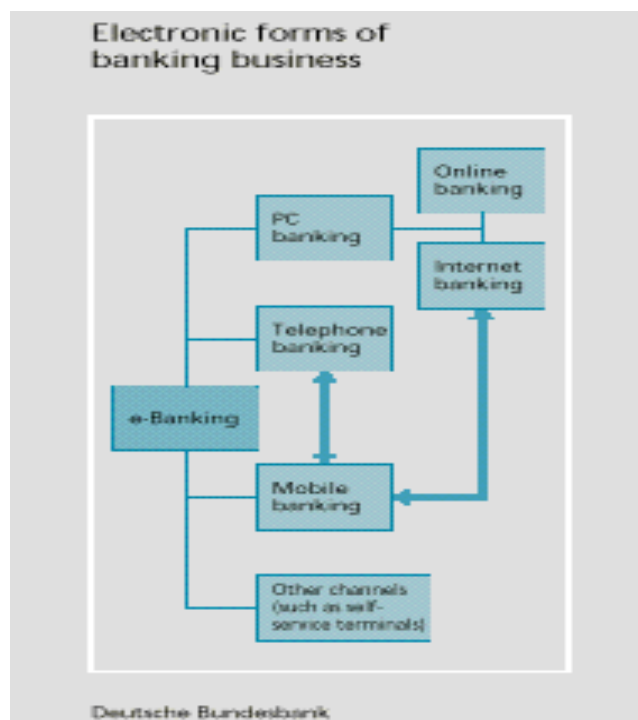 Electronic forms of
banking business
Online
banking
PC
banking
Internet
banking
Telephone
banking
e-Banking
Mobile
banking
Other channels
(such as self-
service terminals)
Deutsche Bundesbank